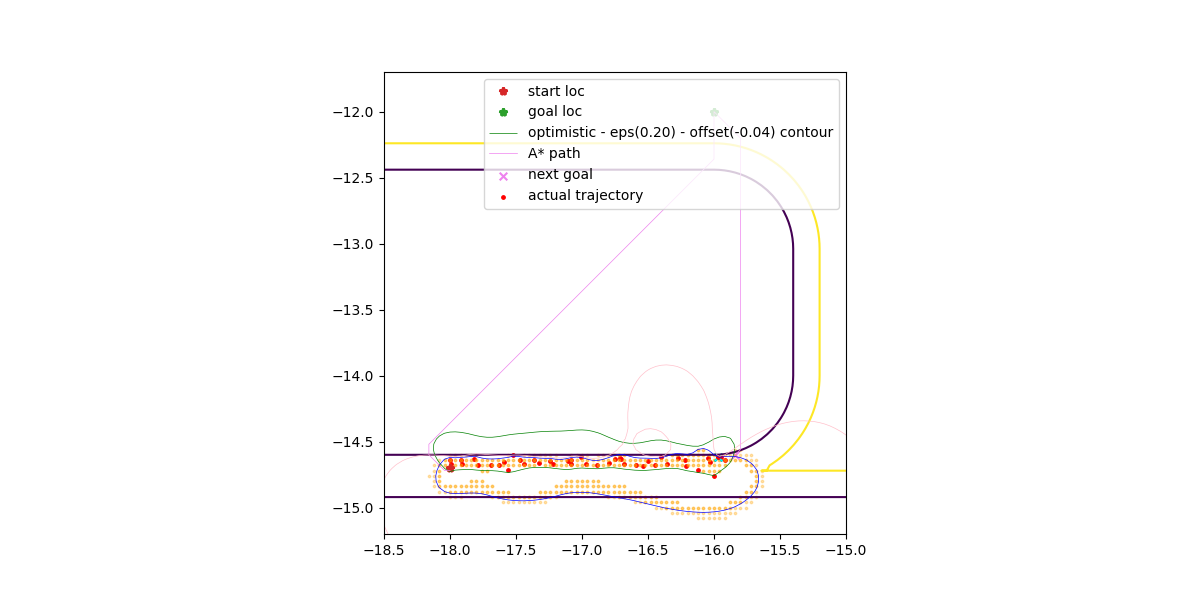 start loc
goal loc
optimistic - eps(0.20) - offset(-0.04) contour
A* path
next goal
actual trajectory
−12.0
−12.5
−13.0
−13.5
−14.0
−14.5
−15.0
−18.5 −18.0 −17.5 −17.0 −16.5 −16.0 −15.5 −15.0